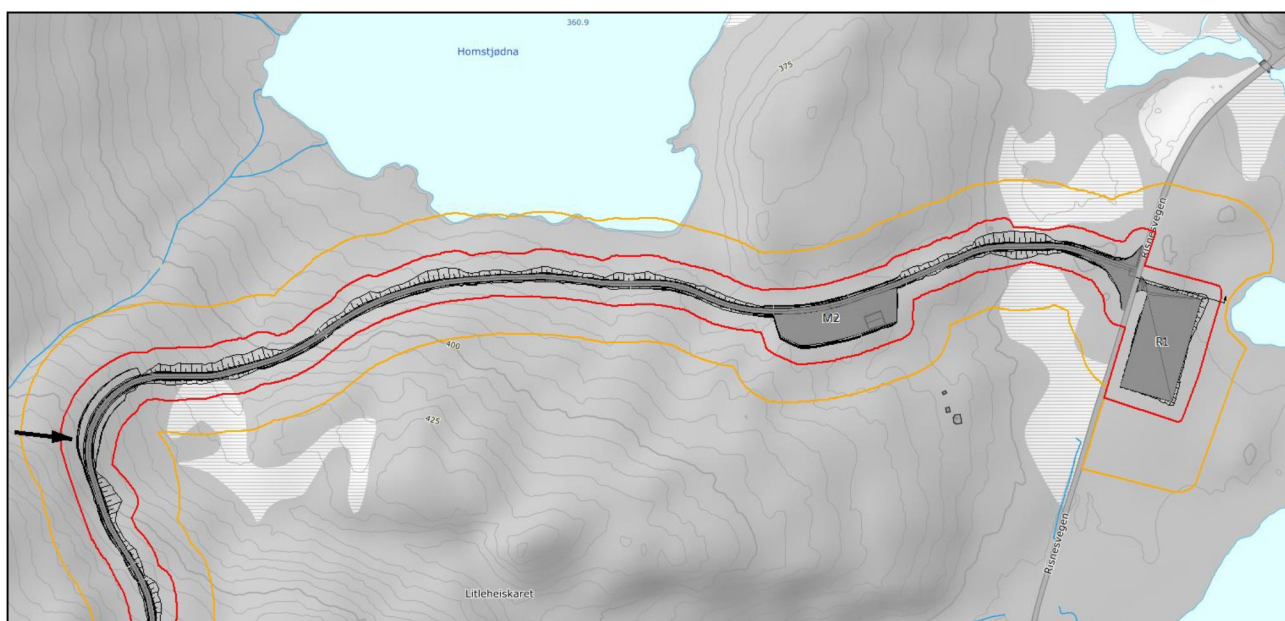 360.9
Homstjødna
375
Risnesvegen
M2
R1
400
425
Risnesvegen
Litleheiskaret